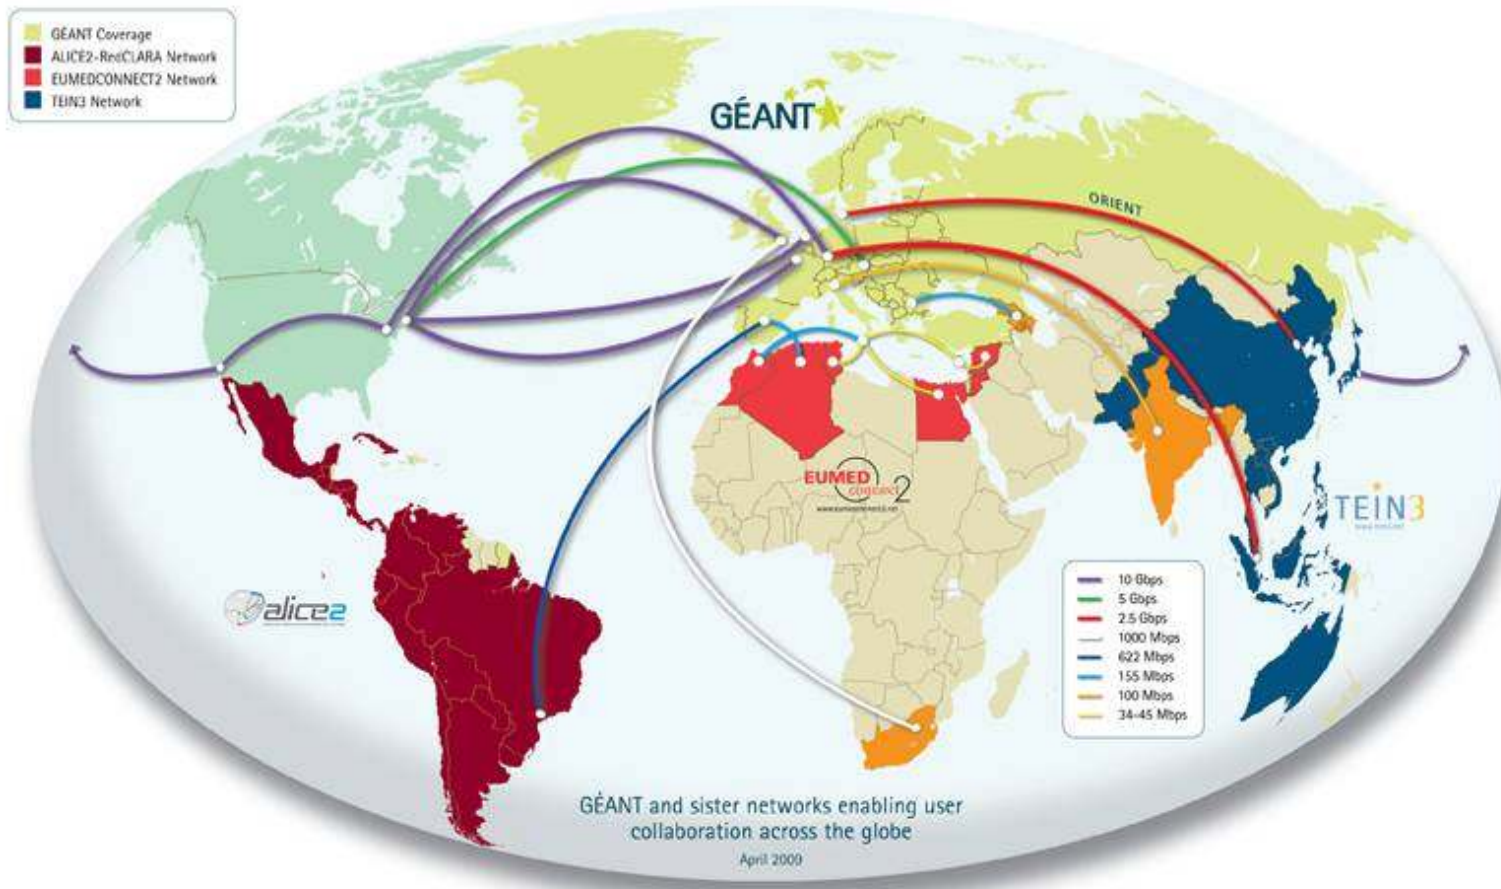 GÉANT Coverage
ALICE2-RedCLARA Network
EUMEDCONNECT2 Network
TEIN3 Network
GÉANT
ORIENT
EUMED
CONNECT 2
TEIN3
alice2
10 Gbps
5 Gbps
2.5 Gbps
1000 Mbps
622 Mbps
155 Mbps
100 Mbps
34-45 Mbps
GÉANT and sister networks enabling user
collaboration across the globe
April 2009